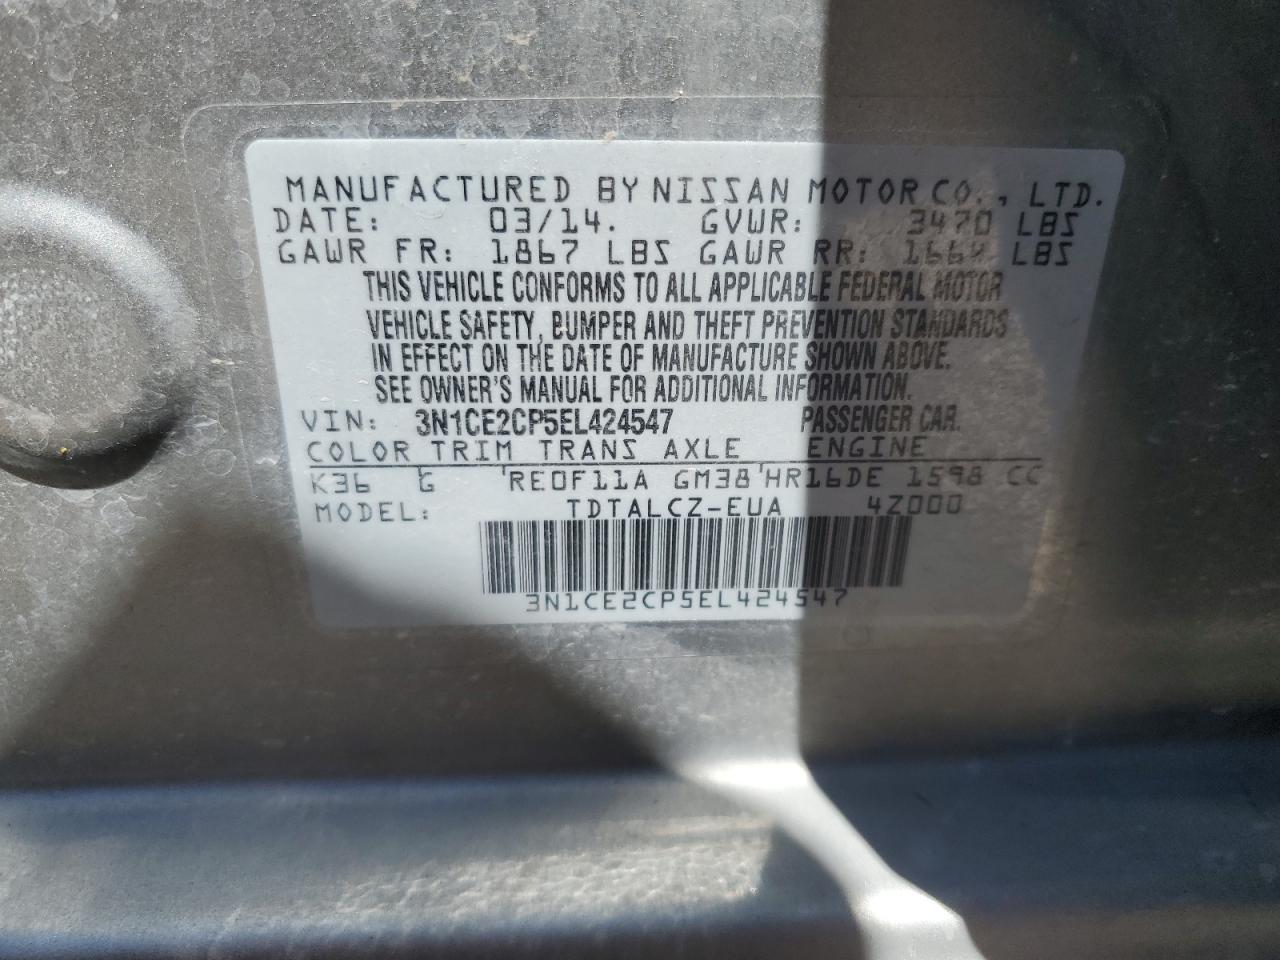 MANUFACTURED BY NISSAN MOTOR CO., LTD.
DATE: 03/14. GVWR: 3470 LBS
GAWR FR: 1867 LBS GAWR RR: 1664 LBS
THIS VEHICLE CONFORMS TO ALL APPLICABLE FEDERAL MOTOR
VEHICLE SAFETY, BUMPER AND THEFT PREVENTION STANDARDS
IN EFFECT ON THE DATE OF MANUFACTURE SHOWN ABOVE.
SEE OWNER'S MANUAL FOR ADDITIONAL INFORMATION.
VIN: 3N1CE2CP5EL424547 PASSENGER CAR.
COLOR TRIM TRANS AXLE ENGINE
K36 G RE0F11A GM38 HR16DE 1598 CC
MODEL: TDTALCZ-EUA 4Z000
3N1CE2CP5EL424547